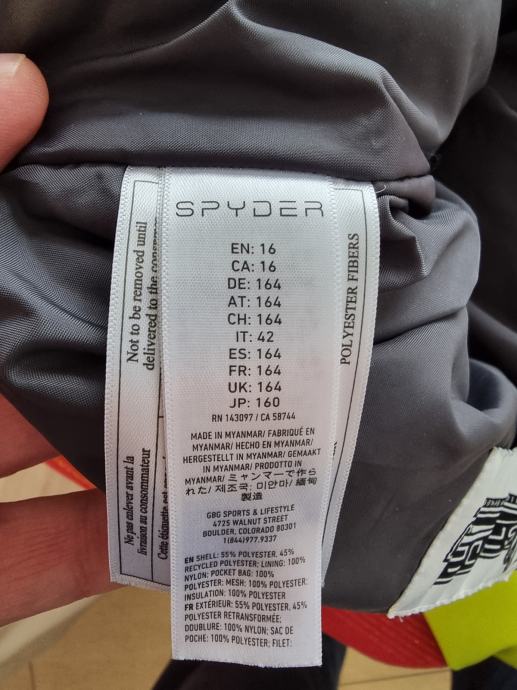 SPYDER
EN: 16
CA: 16
DE: 164
AT: 164
CH: 164
IT: 42
ES: 164
FR: 164
UK: 164
JP: 160
RN 143097 / CA 58744
MADE IN MYANMAR/ FABRIQUÉ EN
MYANMAR/ HECHO EN MYANMAR/
HERGESTELLT IN MYANMAR/ GEMAAKT
IN MYANMAR/ PRODOTTO IN
MYANMAR/ ミャンマーで作ら
れた/ 제조국: 미얀마/ 緬甸
製造
GBG SPORTS & LIFESTYLE
4725 WALNUT STREET
BOULDER, COLORADO 80301
1(844)977.9337
EN SHELL: 55% POLYESTER, 45%
RECYCLED POLYESTER; LINING: 100%
NYLON; POCKET BAG: 100%
POLYESTER; MESH: 100% POLYESTER;
INSULATION: 100% POLYESTER
FR EXTÉRIEUR: 55% POLYESTER, 45%
POLYESTER RETRANSFORMÉ;
DOUBLURE: 100% NYLON; SAC DE
POCHE: 100% POLYESTER; FILET:
Not to be removed until
delivered to the
Ne pas enlever avant la
livraison au consommateur
Cette étiquette est
POLYESTER FIBERS